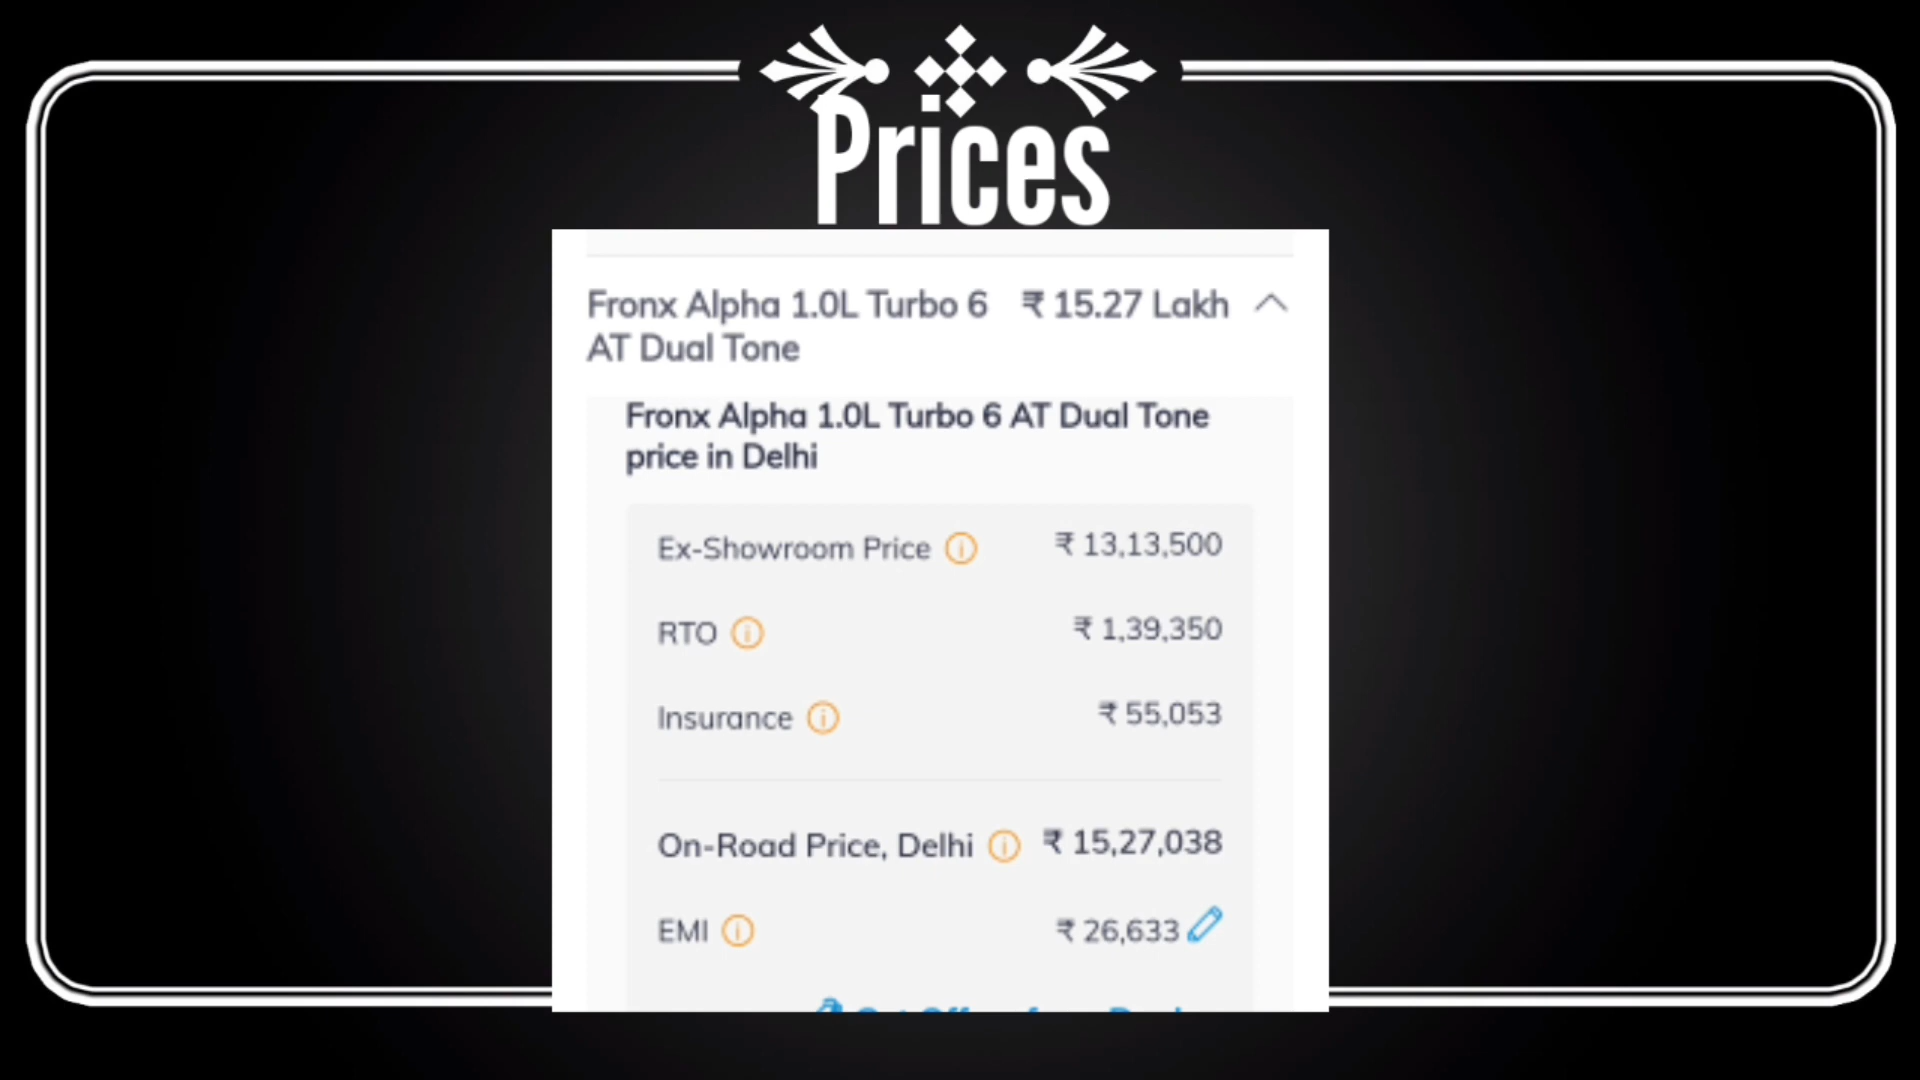 Prices
Fronx Alpha 1.0L Turbo 6 ₹ 15.27 Lakh
AT Dual Tone
Fronx Alpha 1.0L Turbo 6 AT Dual Tone
price in Delhi
Ex-Showroom Price ₹ 13,13,500
RTO ₹ 1,39,350
Insurance ₹ 55,053
On-Road Price, Delhi ₹ 15,27,038
EMI ₹ 26,633